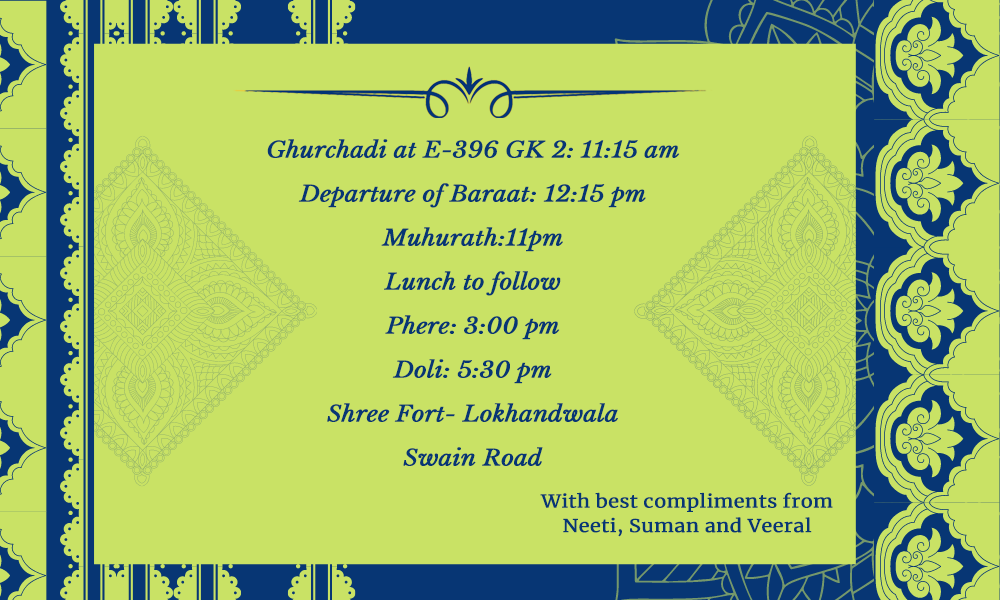 Ghurchadi at E-396 GK 2: 11:15 am
Departure of Baraat: 12:15 pm
Muhurath:11pm
Lunch to follow
Phere: 3:00 pm
Doli: 5:30 pm
Shree Fort- Lokhandwala
Swain Road
With best compliments from
Neeti, Suman and Veeral